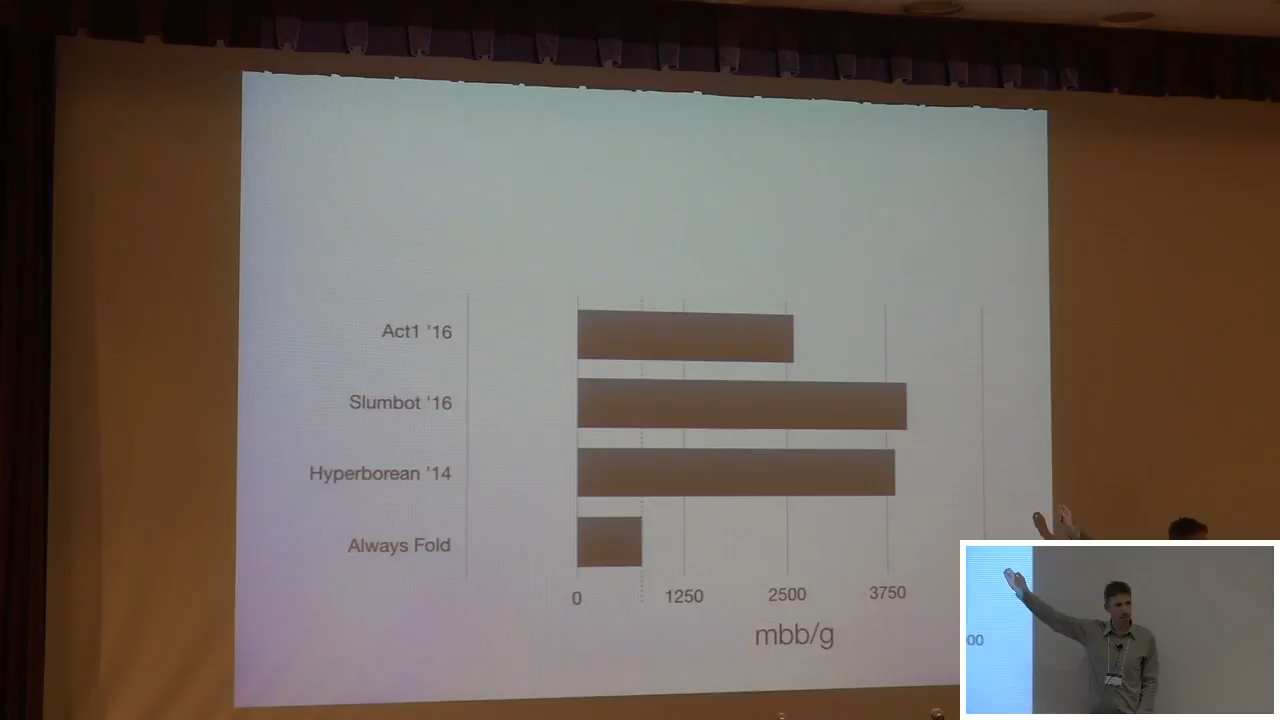 Act1 '16
Slumbot '16
Hyperborean '14
Always Fold
0 1250 2500 3750
mbb/g
00